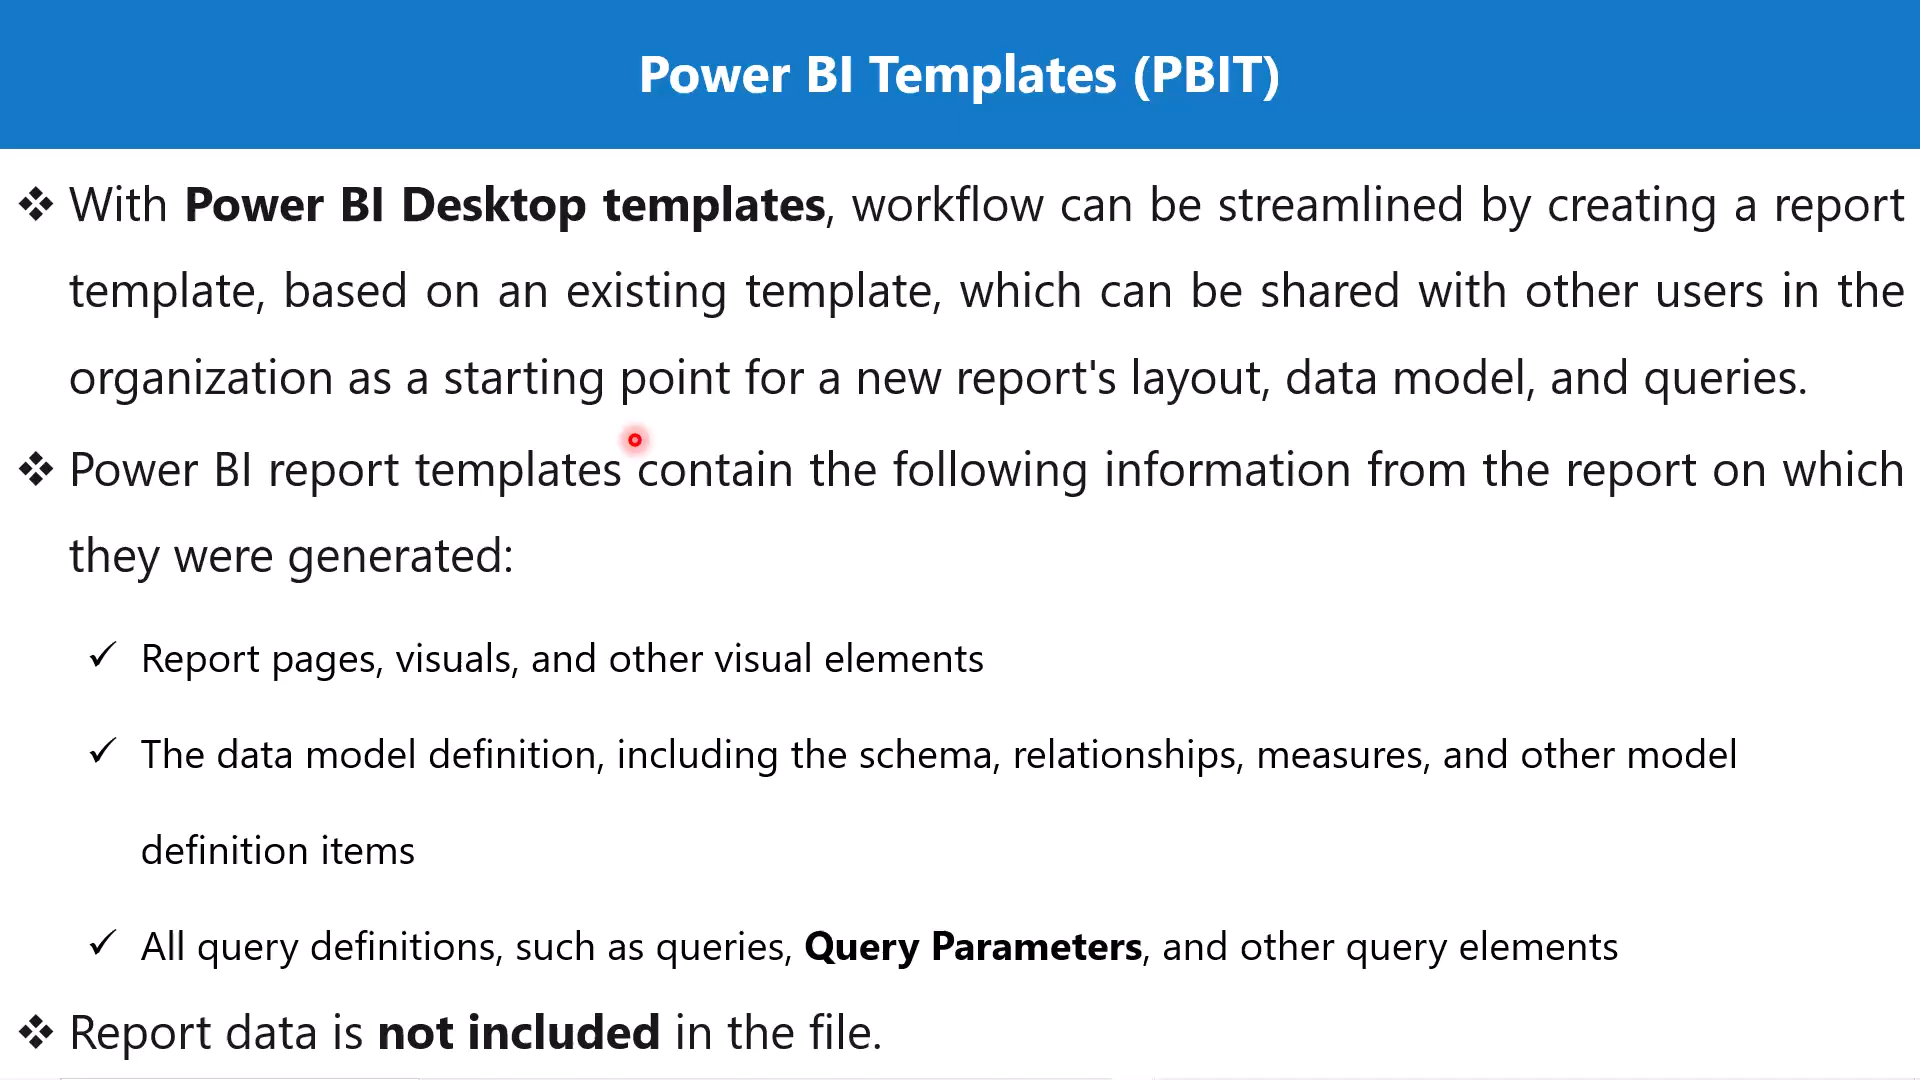 Power BI Templates (PBIT)
❖ With Power BI Desktop templates, workflow can be streamlined by creating a report
template, based on an existing template, which can be shared with other users in the
organization as a starting point for a new report's layout, data model, and queries.
❖ Power BI report templates contain the following information from the report on which
they were generated:
✓ Report pages, visuals, and other visual elements
✓ The data model definition, including the schema, relationships, measures, and other model
definition items
✓ All query definitions, such as queries, Query Parameters, and other query elements
❖ Report data is not included in the file.